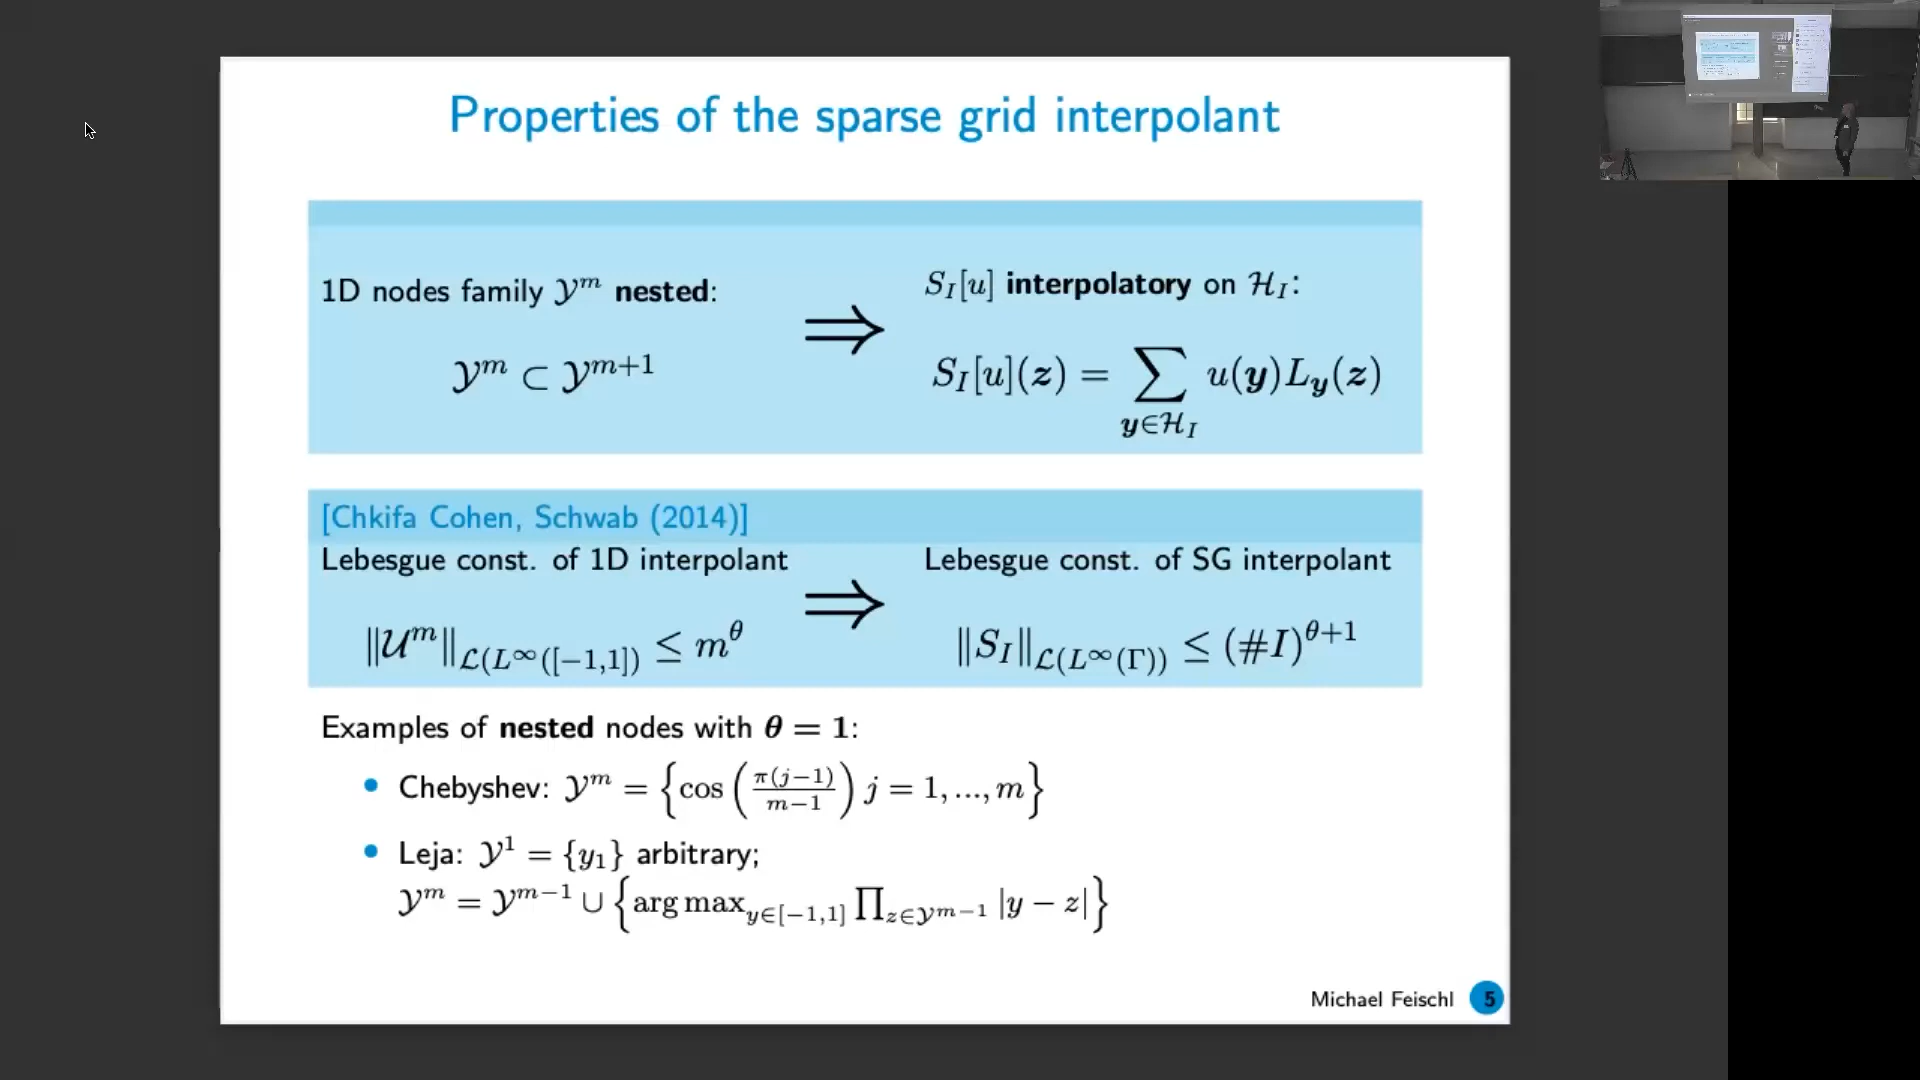 Properties of the sparse grid interpolant
1D nodes family 𝒴^m nested:
𝒴^m ⊂ 𝒴^{m+1}
⟹
S_I[u] interpolatory on ℋ_I:
S_I[u](𝒛) = ∑_{𝒚∈ℋ_I} u(𝒚)L_𝒚(𝒛)
[Chkifa Cohen, Schwab (2014)]
Lebesgue const. of 1D interpolant
‖𝒰^m‖_{ℒ(L^∞([−1,1])} ≤ m^θ
⟹
Lebesgue const. of SG interpolant
‖S_I‖_{ℒ(L^∞(Γ))} ≤ (#I)^{θ+1}
Examples of nested nodes with θ = 1:
• Chebyshev: 𝒴^m = {cos(π(j−1)/(m−1)) j = 1, ..., m}
• Leja: 𝒴^1 = {y_1} arbitrary;
𝒴^m = 𝒴^{m−1} ∪ {arg max_{y∈[−1,1]} ∏_{z∈𝒴^{m−1}} |y − z|}
Michael Feischl 5